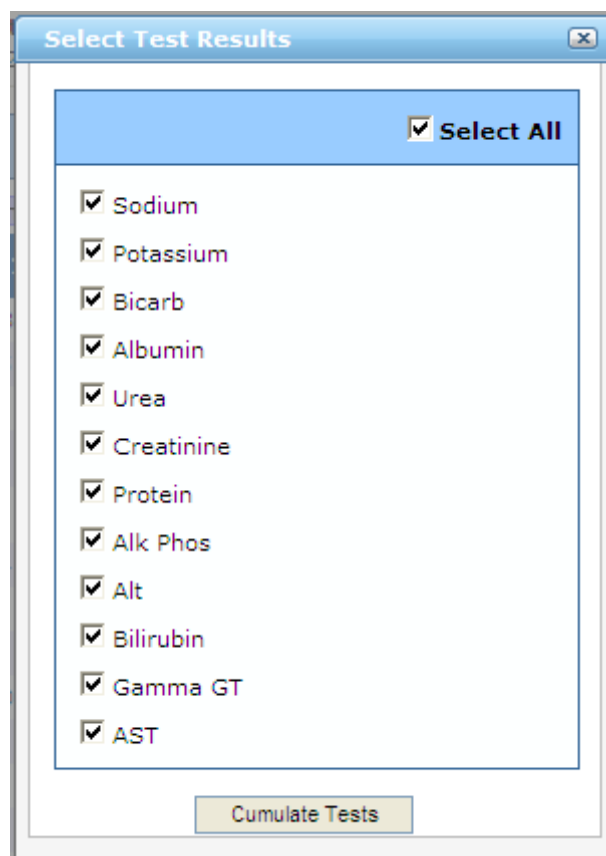 Select Test Results
Select All
Sodium
Potassium
Bicarb
Albumin
Urea
Creatinine
Protein
Alk Phos
Alt
Bilirubin
Gamma GT
AST
Cumulate Tests